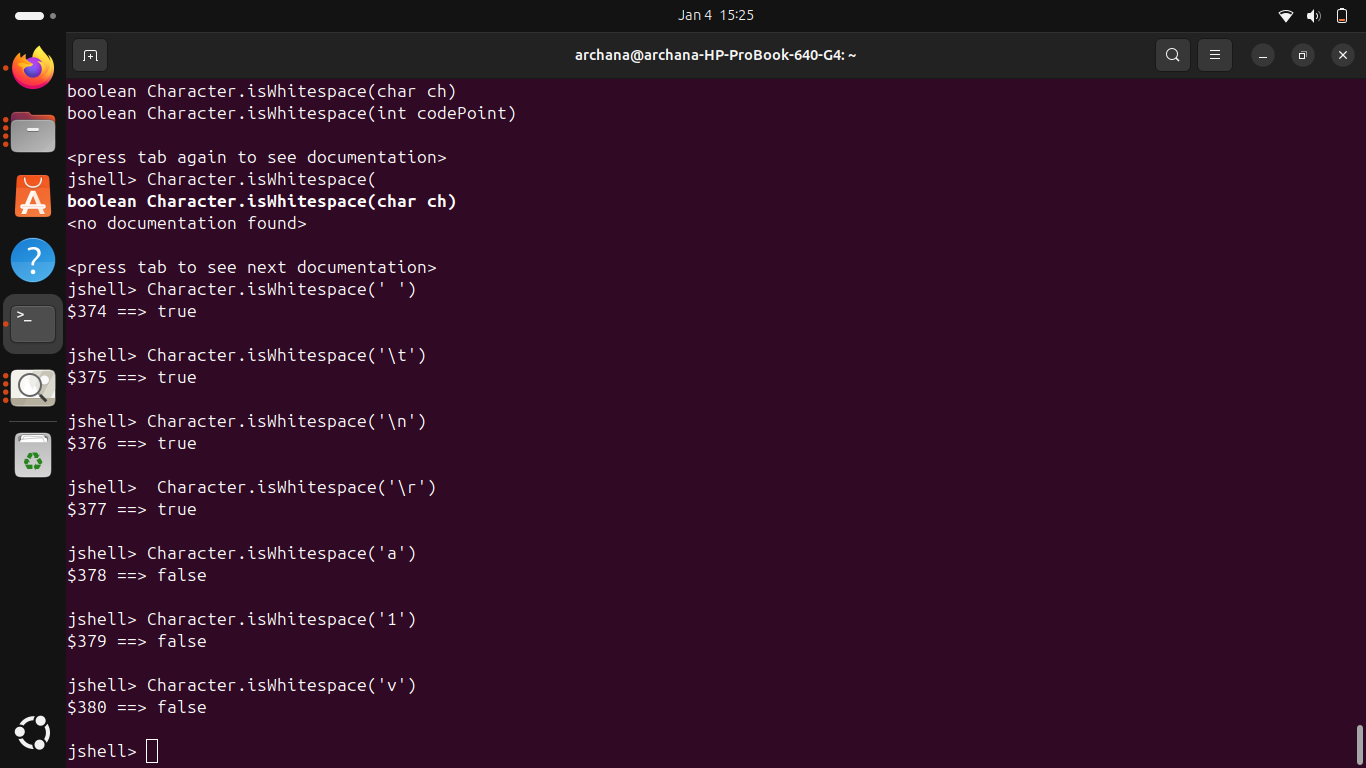 Jan 4 15:25
archana@archana-HP-ProBook-640-G4: ~
boolean Character.isWhitespace(char ch)
boolean Character.isWhitespace(int codePoint)
<press tab again to see documentation>
jshell> Character.isWhitespace(
boolean Character.isWhitespace(char ch)
<no documentation found>
<press tab to see next documentation>
jshell> Character.isWhitespace(' ')
$374 ==> true
jshell> Character.isWhitespace('\t')
$375 ==> true
jshell> Character.isWhitespace('\n')
$376 ==> true
jshell>  Character.isWhitespace('\r')
$377 ==> true
jshell> Character.isWhitespace('a')
$378 ==> false
jshell> Character.isWhitespace('1')
$379 ==> false
jshell> Character.isWhitespace('v')
$380 ==> false
jshell>